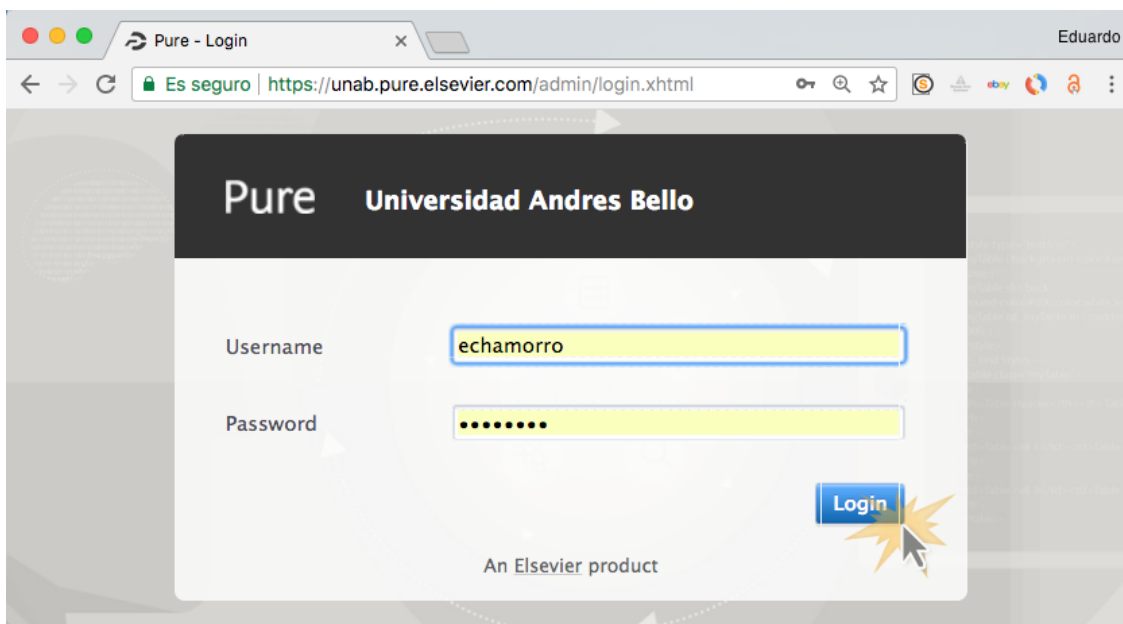 Pure - Login
Eduardo
Es seguro https://unab.pure.elsevier.com/admin/login.xhtml
ebay
Pure Universidad Andres Bello
Username echamorro
Password ••••••••
Login
An Elsevier product